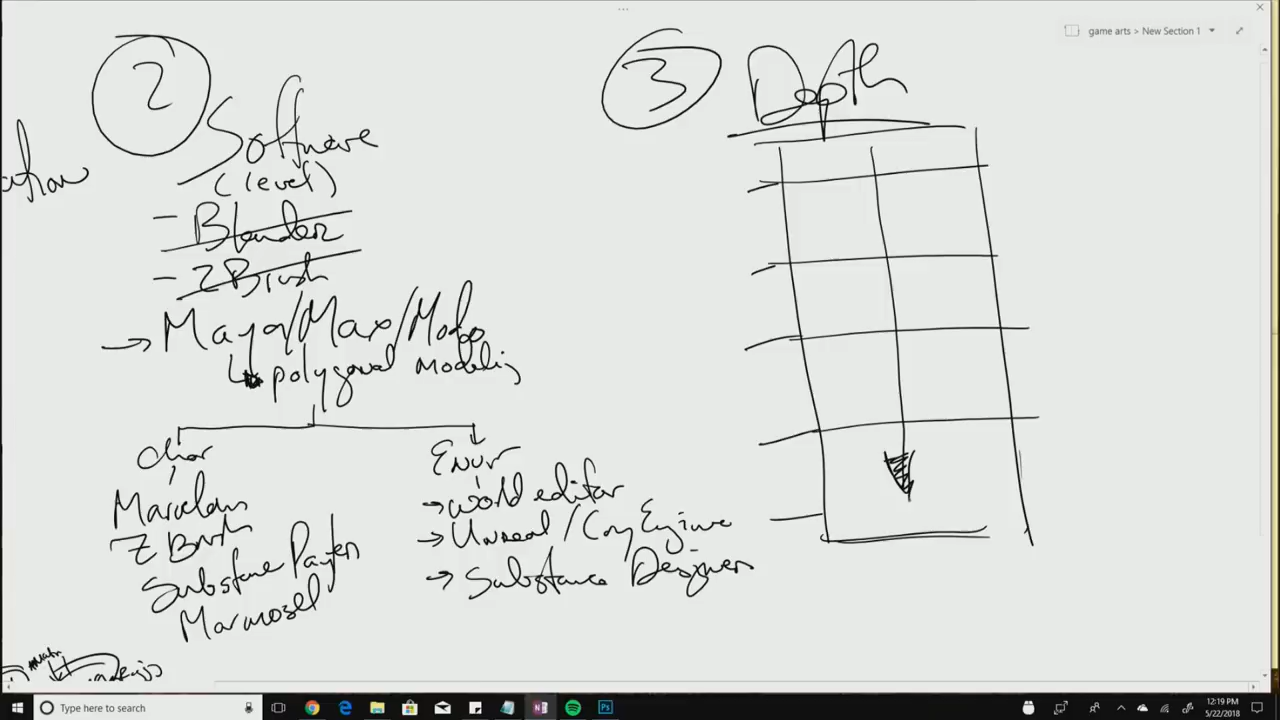 game arts > New Section 1
2
Software
(level)
- Blender
- ZBrush
→ Maya/Max/Modo
↳ polygonal modeling
Char
Marvelous
ZBrush
Substance Painter
Marmoset
Envr
→ world editor
→ Unreal / CryEngine
→ Substance Designer
3
Depth
Type here to search
12:19 PM
5/22/2018